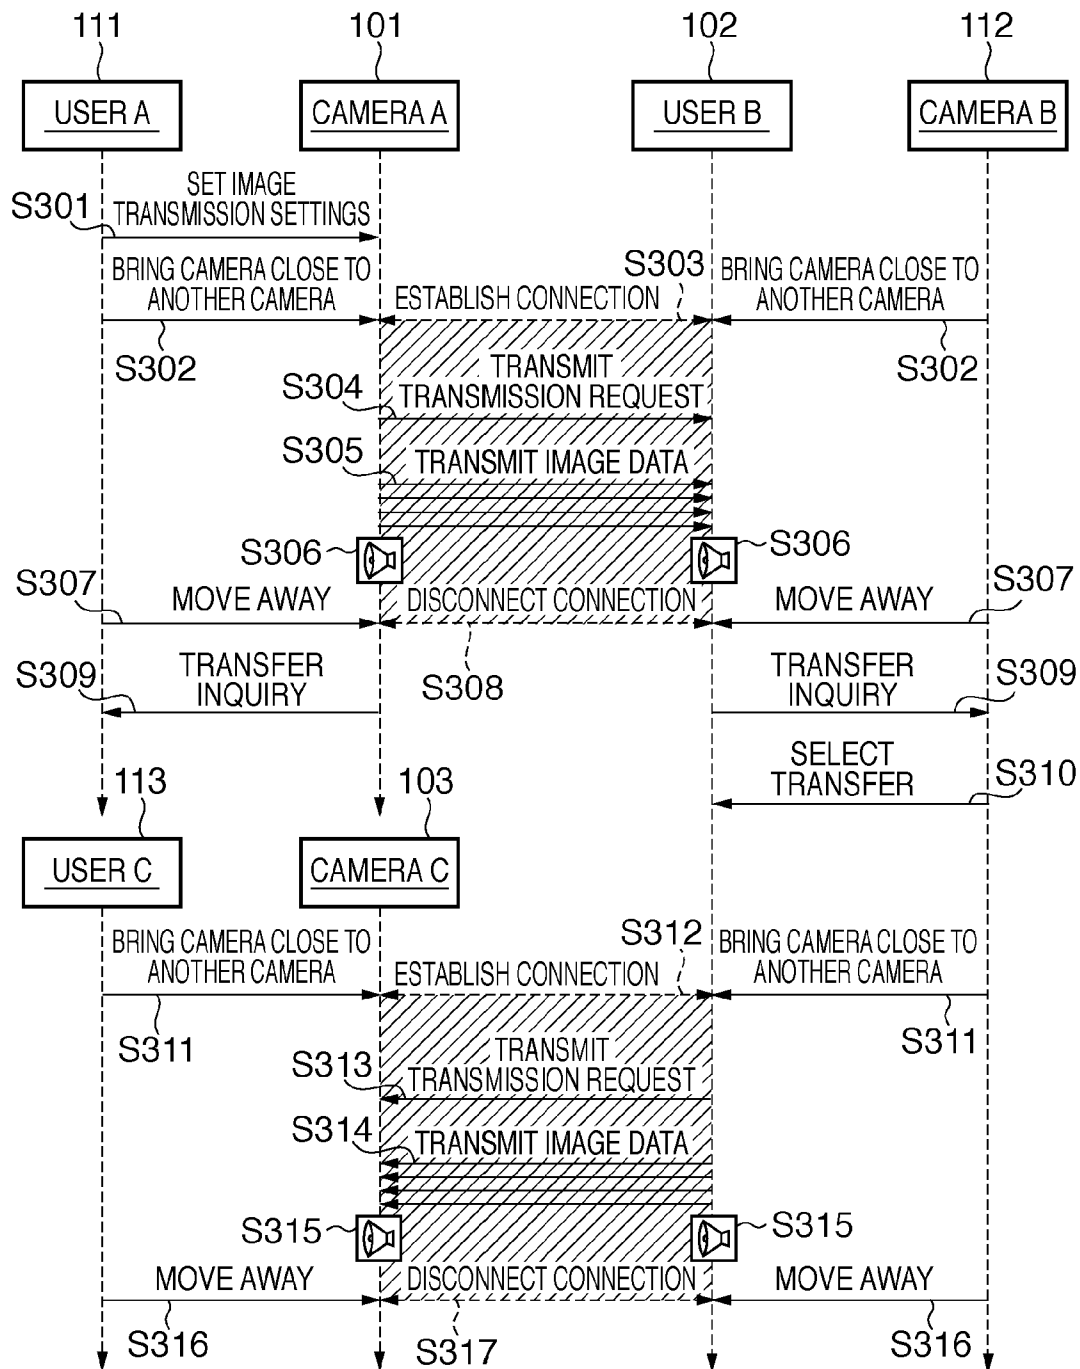 111
101
102
112
USER A
CAMERA A
USER B
CAMERA B
SET IMAGE
TRANSMISSION SETTINGS
S301
BRING CAMERA CLOSE TO
ANOTHER CAMERA
S303
ESTABLISH CONNECTION
BRING CAMERA CLOSE TO
ANOTHER CAMERA
S302
S302
TRANSMIT
TRANSMISSION REQUEST
S304
S305
TRANSMIT IMAGE DATA
S306
S306
S307
MOVE AWAY
DISCONNECT CONNECTION
MOVE AWAY
S307
S308
S309
TRANSFER
INQUIRY
TRANSFER
INQUIRY
S309
SELECT
TRANSFER
S310
113
103
USER C
CAMERA C
BRING CAMERA CLOSE TO
ANOTHER CAMERA
S312
ESTABLISH CONNECTION
BRING CAMERA CLOSE TO
ANOTHER CAMERA
S311
S311
TRANSMIT
TRANSMISSION REQUEST
S313
S314
TRANSMIT IMAGE DATA
S315
S315
MOVE AWAY
DISCONNECT CONNECTION
MOVE AWAY
S316
S317
S316